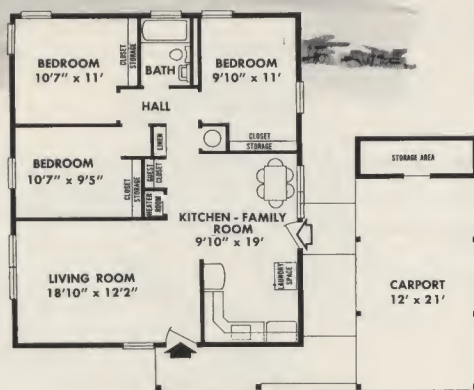 BEDROOM
10'7" x 11'
CLOSET
STORAGE
BATH
BEDROOM
9'10" x 11'
HALL
LINEN
CLOSET
STORAGE
BEDROOM
10'7" x 9'5"
CLOSET
STORAGE
GUEST
CLOSET
HEATER
ROOM
KITCHEN - FAMILY
ROOM
9'10" x 19'
LAUNDRY
SPACE
LIVING ROOM
18'10" x 12'2"
STORAGE AREA
CARPORT
12' x 21'